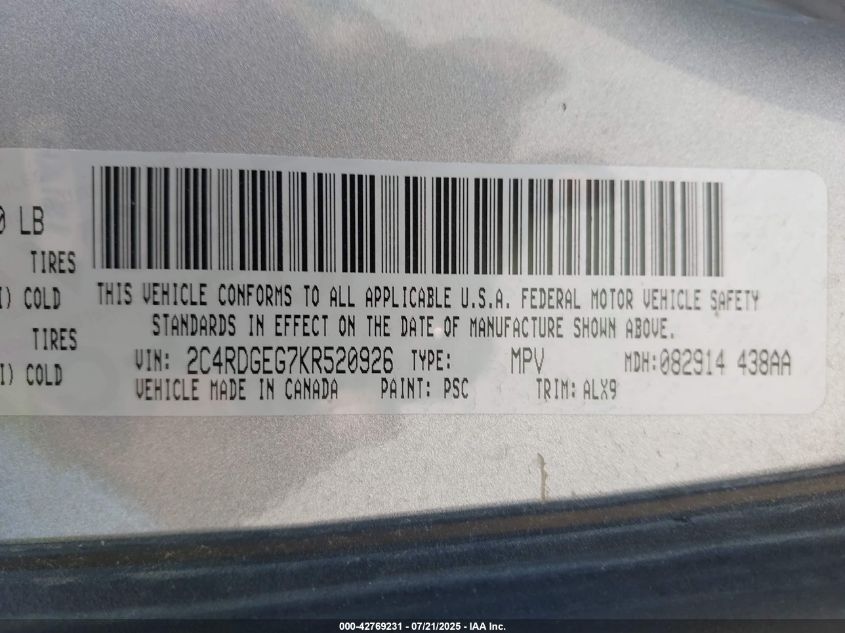 0 LB
TIRES
I) COLD
TIRES
I) COLD
THIS VEHICLE CONFORMS TO ALL APPLICABLE U.S.A. FEDERAL MOTOR VEHICLE SAFETY
STANDARDS IN EFFECT ON THE DATE OF MANUFACTURE SHOWN ABOVE.
VIN: 2C4RDGEG7KR520926 TYPE: MPV MDH:082914 438AA
VEHICLE MADE IN CANADA PAINT: PSC TRIM: ALX9
000-42769231 - 07/21/2025 - IAA Inc.